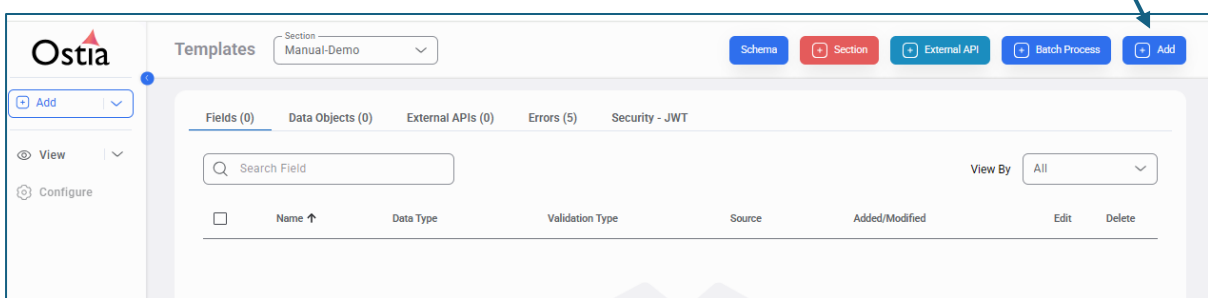 Ostia
Templates
Section
Manual-Demo
Schema
Section
External API
Batch Process
Add
Add
View
Configure
Fields (0)
Data Objects (0)
External APIs (0)
Errors (5)
Security - JWT
Search Field
View By
All
Name
Data Type
Validation Type
Source
Added/Modified
Edit
Delete